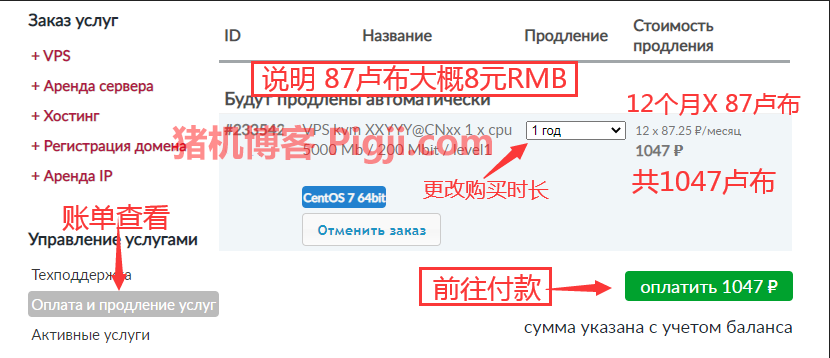 Заказ услуг
+ VPS
+ Аренда сервера
+ Хостинг
+ Регистрация домена
+ Аренда IP
账单查看
Управление услугами
Техподдержка
Оплата и продление услуг
Активные услуги
ID Название Продление Стоимость продления
说明 87卢布大概8元RMB
Будут продлены автоматически
12个月X 87卢布
#233542 VPS kvm XXYYY@CNxx 1 x cpu 1 год 12 x 87.25 ₽/месяц
5000 Mb / 200 Mbit / level1 1047 ₽
猪机博客 Pigji.com
更改购买时长
共1047卢布
CentOS 7 64bit
Отменить заказ
前往付款
оплатить 1047 ₽
сумма указана с учетом баланса